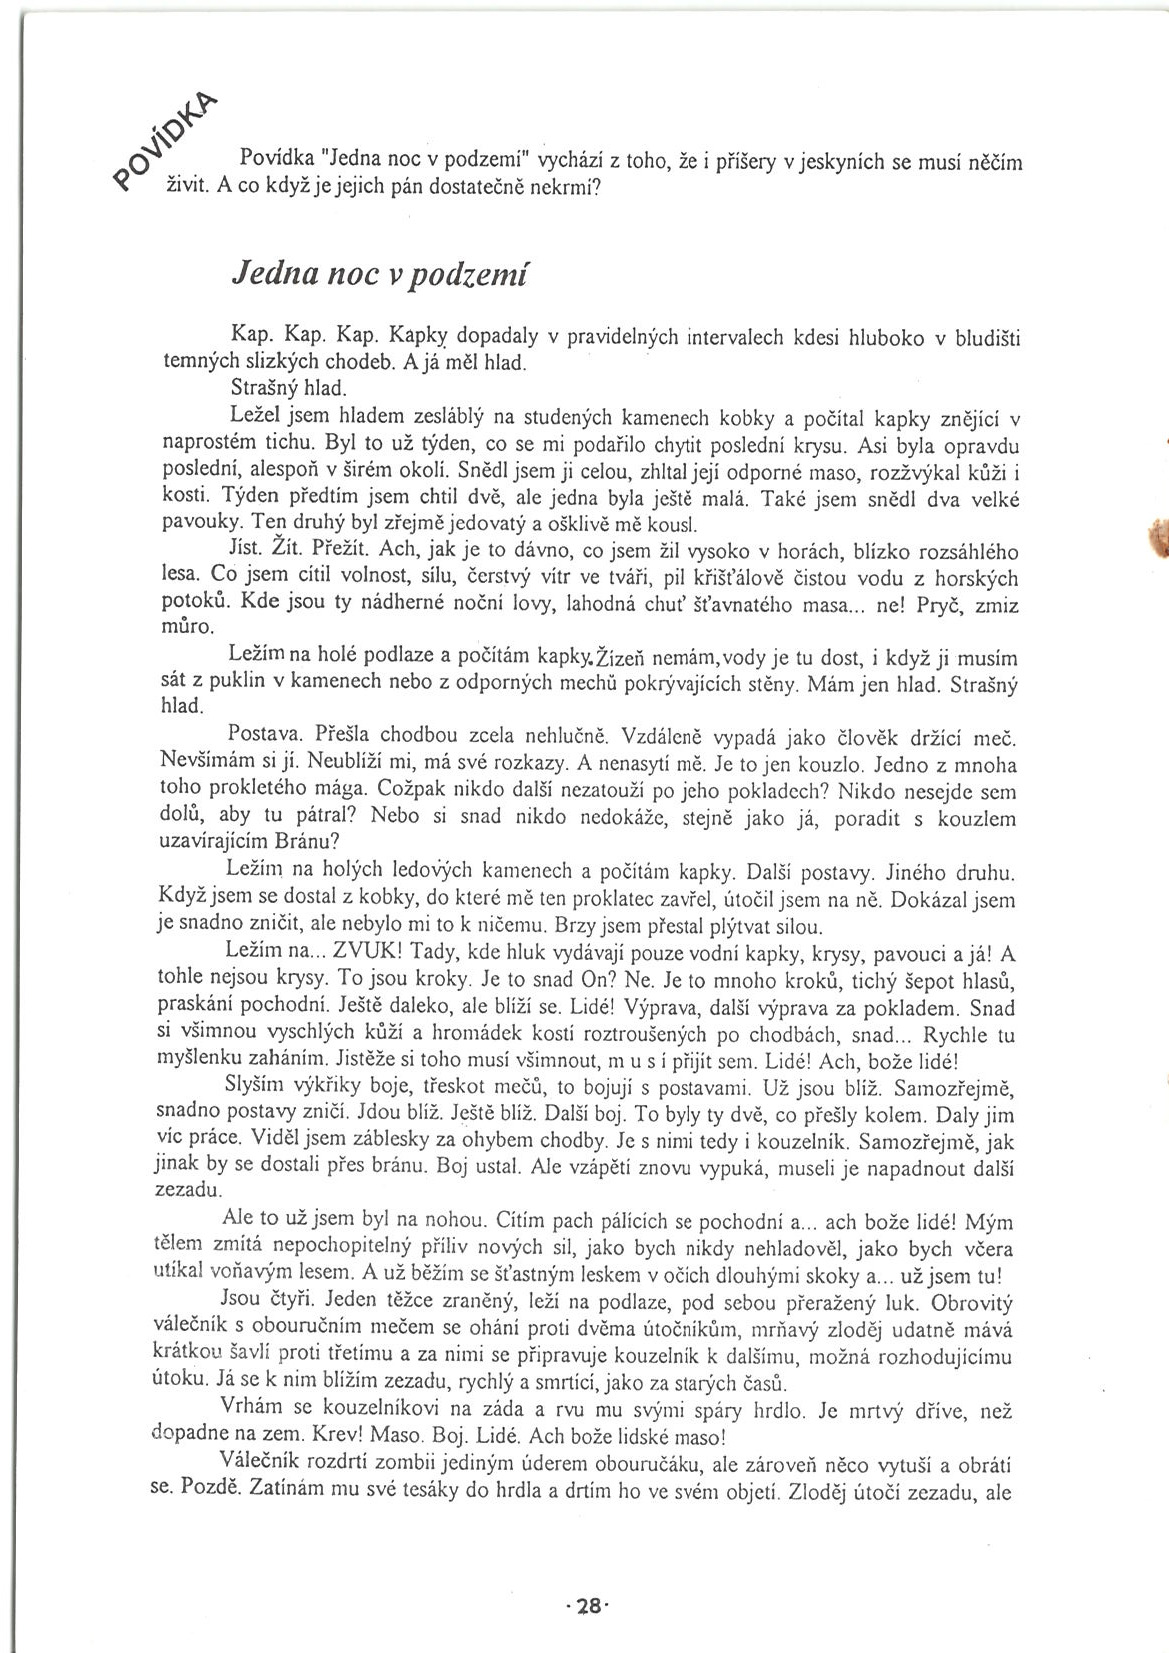 POVÍDKA
Povídka "Jedna noc v podzemí" vychází z toho, že i příšery v jeskyních se musí něčím
živit. A co když je jejich pán dostatečně nekrmí?
Jedna noc v podzemí
Kap. Kap. Kap. Kapky dopadaly v pravidelných intervalech kdesi hluboko v bludišti
temných slizkých chodeb. A já měl hlad.
Strašný hlad.
Ležel jsem hladem zesláblý na studených kamenech kobky a počítal kapky znějící v
naprostém tichu. Byl to už týden, co se mi podařilo chytit poslední krysu. Asi byla opravdu
poslední, alespoň v širém okolí. Snědl jsem ji celou, zhltal její odporné maso, rozžvýkal kůži i
kosti. Týden předtím jsem chtil dvě, ale jedna byla ještě malá. Také jsem snědl dva velké
pavouky. Ten druhý byl zřejmě jedovatý a ošklivě mě kousl.
Jíst. Žít. Přežít. Ach, jak je to dávno, co jsem žil vysoko v horách, blízko rozsáhlého
lesa. Co jsem cítil volnost, sílu, čerstvý vítr ve tváři, pil křišťálově čistou vodu z horských
potoků. Kde jsou ty nádherné noční lovy, lahodná chuť šťavnatého masa... ne! Pryč, zmiz
můro.
Ležím na holé podlaze a počítám kapky. Žízeň nemám, vody je tu dost, i když ji musím
sát z puklin v kamenech nebo z odporných mechů pokrývajících stěny. Mám jen hlad. Strašný
hlad.
Postava. Přešla chodbou zcela nehlučně. Vzdáleně vypadá jako člověk držící meč.
Nevšímám si jí. Neublíží mi, má své rozkazy. A nenasytí mě. Je to jen kouzlo. Jedno z mnoha
toho prokletého mága. Cožpak nikdo další nezatouží po jeho pokladech? Nikdo nesejde sem
dolů, aby tu pátral? Nebo si snad nikdo nedokáže, stejně jako já, poradit s kouzlem
uzavírajícím Bránu?
Ležím na holých ledových kamenech a počítám kapky. Další postavy. Jiného druhu.
Když jsem se dostal z kobky, do které mě ten proklatec zavřel, útočil jsem na ně. Dokázal jsem
je snadno zničit, ale nebylo mi to k ničemu. Brzy jsem přestal plýtvat silou.
Ležím na... ZVUK! Tady, kde hluk vydávají pouze vodní kapky, krysy, pavouci a já! A
tohle nejsou krysy. To jsou kroky. Je to snad On? Ne. Je to mnoho kroků, tichý šepot hlasů,
praskání pochodní. Ještě daleko, ale blíží se. Lidé! Výprava, další výprava za pokladem. Snad
si všimnou vyschlých kůží a hromádek kostí roztroušených po chodbách, snad... Rychle tu
myšlenku zaháním. Jistěže si toho musí všimnout, m u s í přijít sem. Lidé! Ach, bože lidé!
Slyším výkřiky boje, třeskot mečů, to bojují s postavami. Už jsou blíž. Samozřejmě,
snadno postavy zničí. Jdou blíž. Ještě blíž. Další boj. To byly ty dvě, co přešly kolem. Daly jim
víc práce. Viděl jsem záblesky za ohybem chodby. Je s nimi tedy i kouzelník. Samozřejmě, jak
jinak by se dostali přes bránu. Boj ustal. Ale vzápětí znovu vypuká, museli je napadnout další
zezadu.
Ale to už jsem byl na nohou. Cítím pach pálících se pochodní a... ach bože lidé! Mým
tělem zmítá nepochopitelný příliv nových sil, jako bych nikdy nehladověl, jako bych včera
utíkal voňavým lesem. A už běžím se šťastným leskem v očích dlouhými skoky a... už jsem tu!
Jsou čtyři. Jeden těžce zraněný, leží na podlaze, pod sebou přeražený luk. Obrovitý
válečník s obouručním mečem se ohání proti dvěma útočníkům, mrňavý zloděj udatně mává
krátkou šavlí proti třetímu a za nimi se připravuje kouzelník k dalšímu, možná rozhodujícímu
útoku. Já se k nim blížím zezadu, rychlý a smrtící, jako za starých časů.
Vrhám se kouzelníkovi na záda a rvu mu svými spáry hrdlo. Je mrtvý dříve, než
dopadne na zem. Krev! Maso. Boj. Lidé. Ach bože lidské maso!
Válečník rozdrtí zombii jediným úderem obouručáku, ale zároveň něco vytuší a obrátí
se. Pozdě. Zatínám mu své tesáky do hrdla a drtím ho ve svém objetí. Zloděj útočí zezadu, ale
·28·